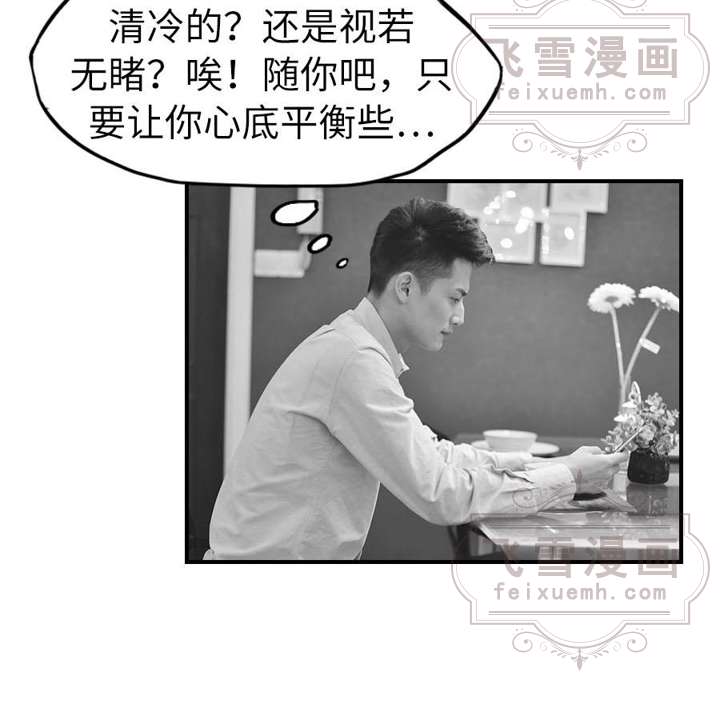 清冷的？还是视若
无睹？唉！随你吧，只
要让你心底平衡些...
飞雪漫画
feixuemh.com
飞雪漫画
feixuemh.com